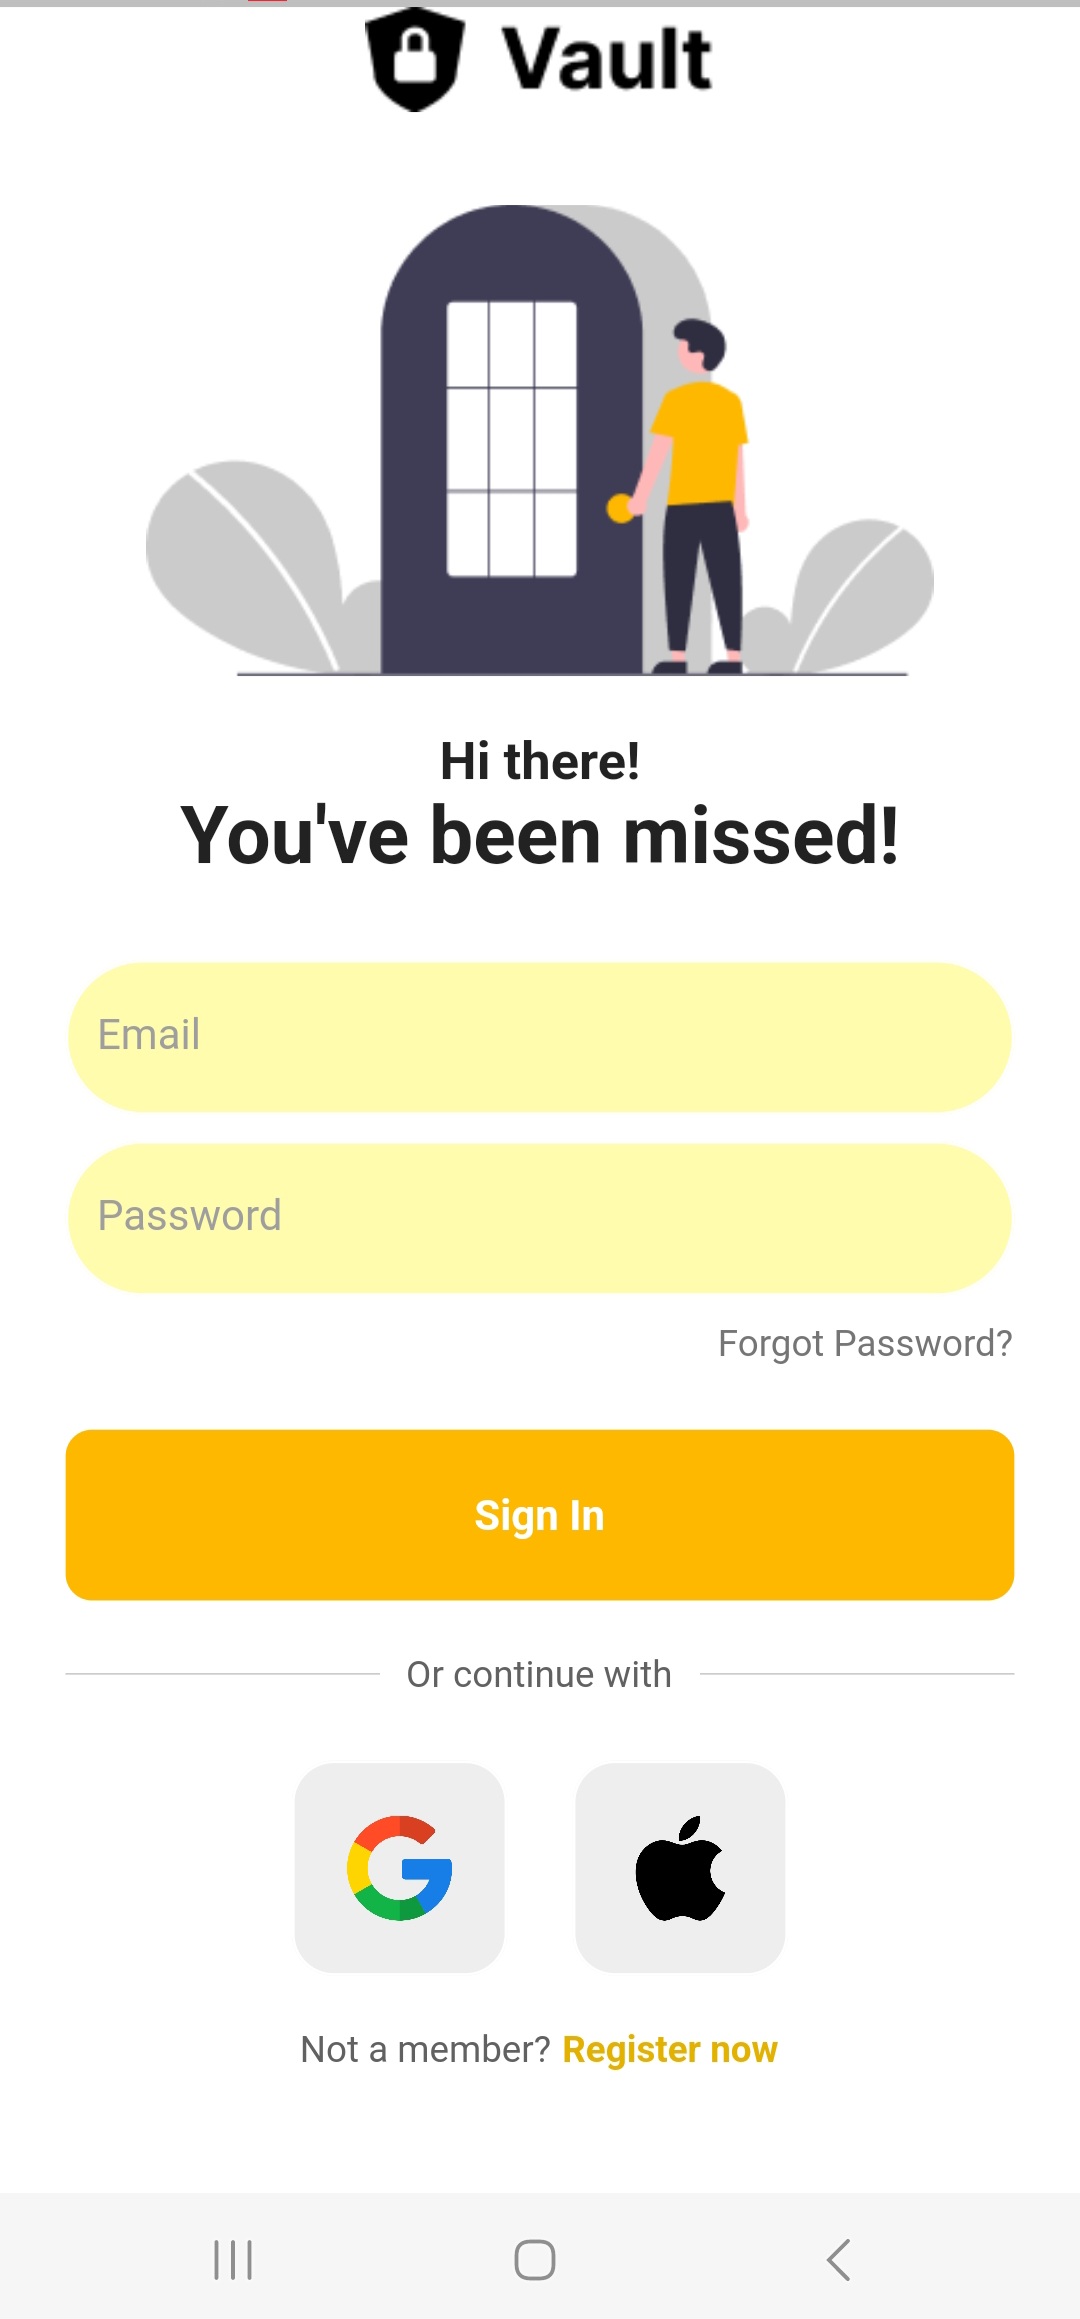 Vault
Hi there!
You've been missed!
Email
Password
Forgot Password?
Sign In
Or continue with
Not a member? Register now